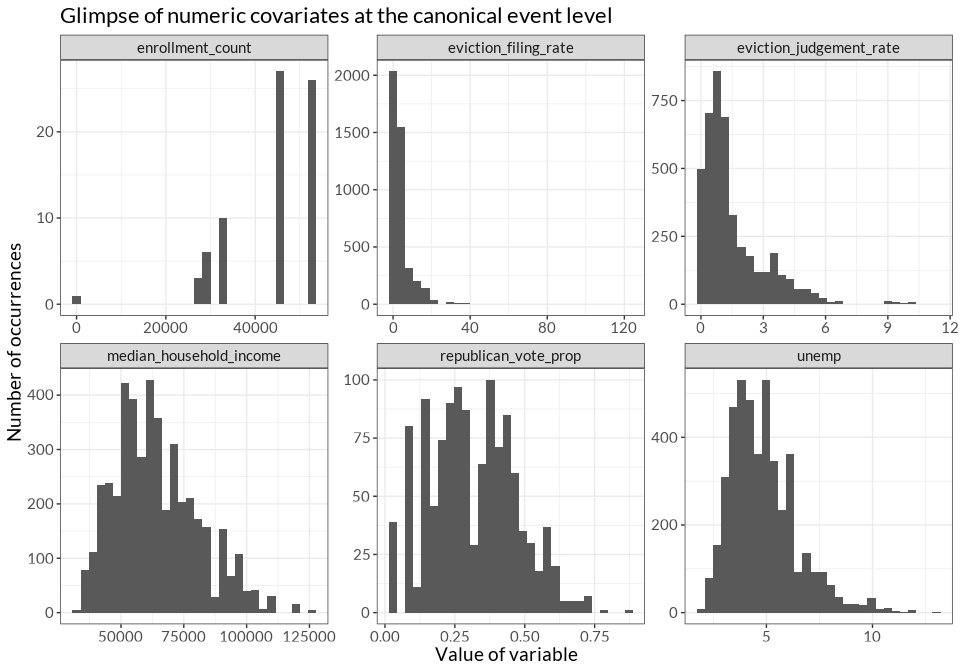 Glimpse of numeric covariates at the canonical event level
enrollment_count
eviction_filing_rate
eviction_judgement_rate
20
10
0
0 20000 40000
2000
1500
1000
500
0
0 40 80 120
750
500
250
0
0 3 6 9 12
Number of occurrences
median_household_income
republican_vote_prop
unemp
400
300
200
100
0
50000 75000 100000 125000
100
75
50
25
0
0.00 0.25 0.50 0.75
400
200
0
5 10
Value of variable